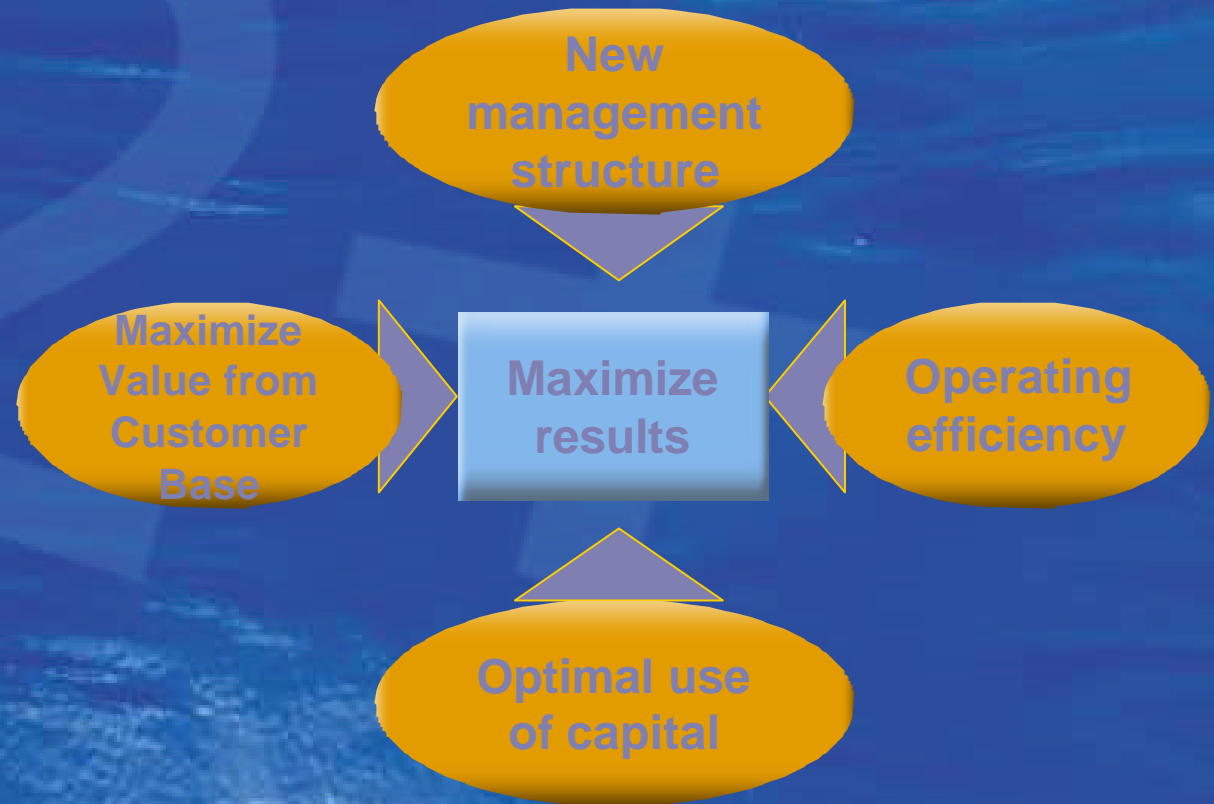 New
management
structure
Maximize
Value from
Customer
Base
Maximize
results
Operating
efficiency
Optimal use
of capital